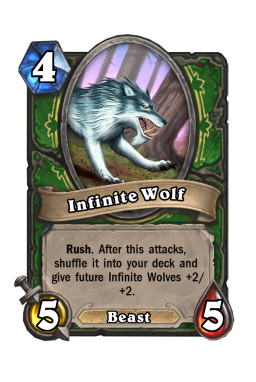 4
Infinite Wolf
Rush. After this attacks,
shuffle it into your deck and
give future Infinite Wolves +2/
+2.
5
Beast
5